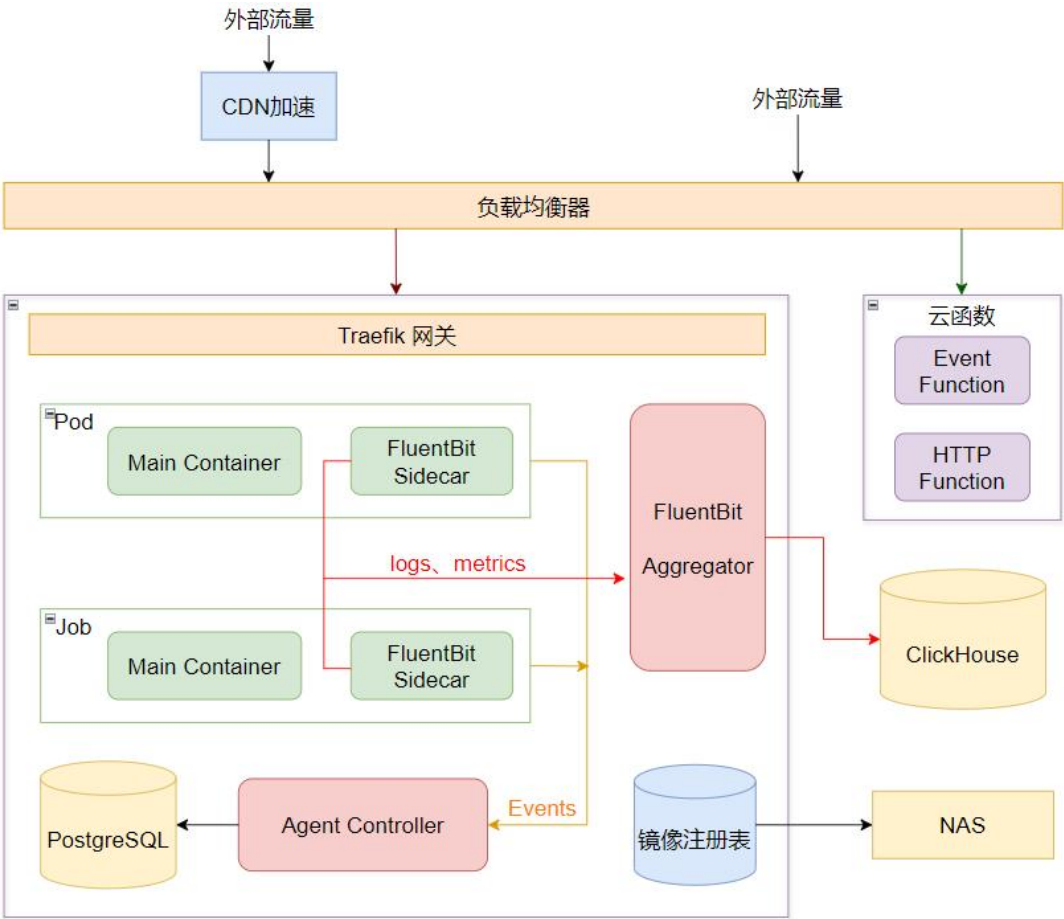 外部流量
CDN加速
外部流量
负载均衡器
Traefik 网关
云函数
Event
Function
HTTP
Function
Pod
Main Container
FluentBit
Sidecar
FluentBit
Aggregator
logs、metrics
Job
Main Container
FluentBit
Sidecar
ClickHouse
PostgreSQL
Agent Controller
Events
镜像注册表
NAS